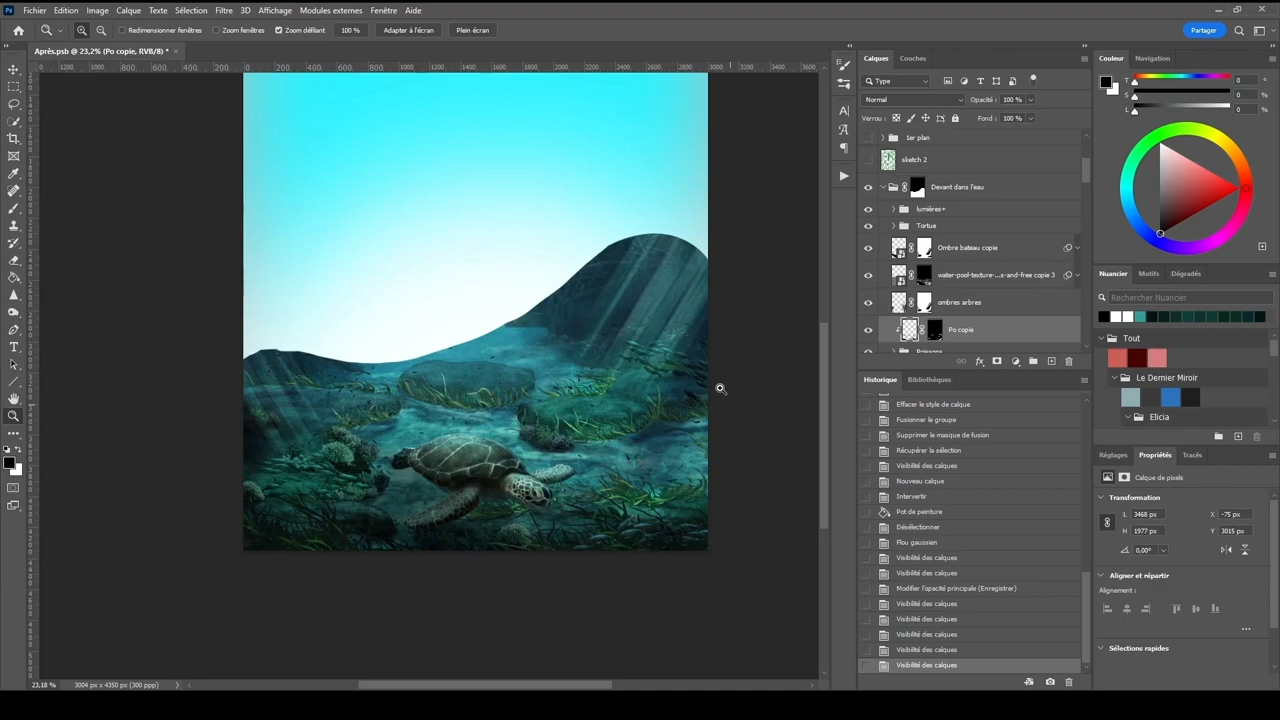 Fichier Edition Image Calque Texte Sélection Filtre 3D Affichage Modules externes Fenêtre Aide
Redimensionner fenêtres Zoom fenêtres Zoom défilant 100 % Adapter à l'écran Plein écran Partager
Après.psb @ 23,2% (Po copie, RVB/8) *
Calques Couches
Type
Normal Opacité : 100 %
Verrou : Fond : 100 %
1er plan
sketch 2
Devant dans l'eau
lumières+
Tortue
Ombre bateau copie
water-pool-texture-...s-and-free copie 3
ombres arbres
Po copie
Poissons
Historique Bibliothèques
Effacer le style de calque
Fusionner le groupe
Supprimer le masque de fusion
Récupérer la sélection
Visibilité des calques
Nouveau calque
Intervertir
Pot de peinture
Désélectionner
Flou gaussien
Visibilité des calques
Visibilité des calques
Modifier l'opacité principale (Enregistrer)
Visibilité des calques
Visibilité des calques
Visibilité des calques
Visibilité des calques
Visibilité des calques
Couleur Navigation
T 0 °
S 0 %
L 0 %
Nuancier Motifs Dégradés
Rechercher Nuancier
Tout
Le Dernier Miroir
Elicia
Réglages Propriétés Tracés
Calque de pixels
Transformation
L 3468 px X -75 px
H 1977 px Y 3015 px
0,00°
Aligner et répartir
Alignement :
Sélections rapides
23,18 % 3004 px x 4350 px (300 ppp)